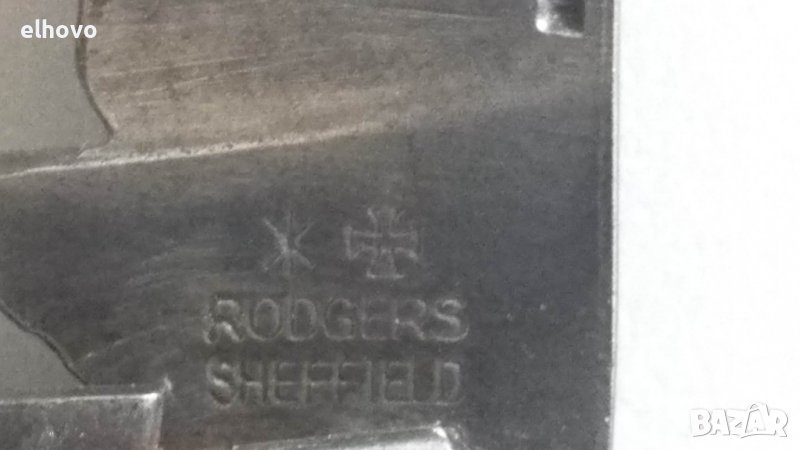 elhovo
RODGERS
SHEFFIELD
BAZAR